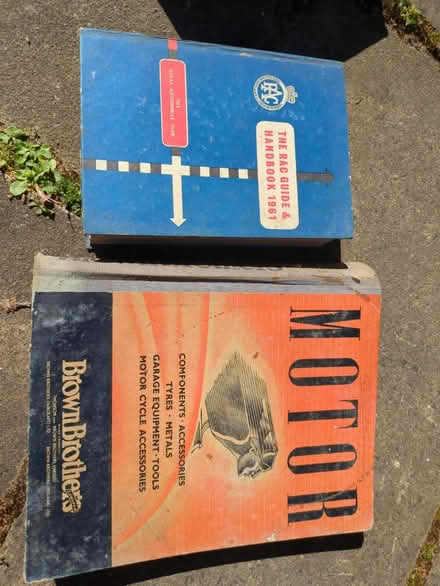 RAC
THE RAC GUIDE &
HANDBOOK 1961
THE
ROYAL AUTOMOBILE CLUB
MOTOR
COMPONENTS · ACCESSORIES
TYRES · METALS
GARAGE EQUIPMENT · TOOLS
MOTOR CYCLE ACCESSORIES
Brown Brothers